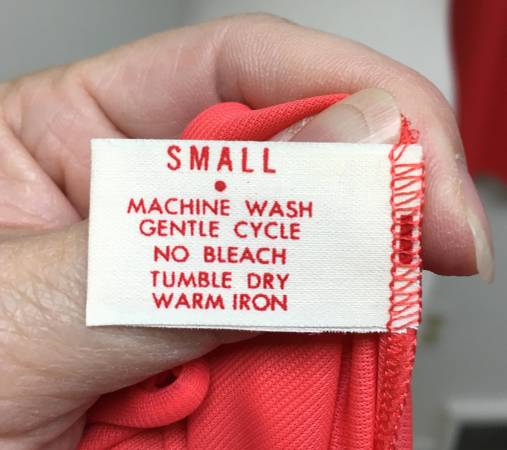 SMALL
•
MACHINE WASH
GENTLE CYCLE
NO BLEACH
TUMBLE DRY
WARM IRON